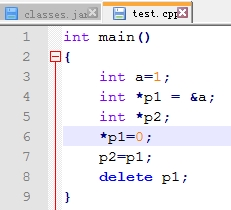 classes.jav test.cpp
1 int main()
2 {
3 int a=1;
4 int *p1 = &a;
5 int *p2;
6 *p1=0;
7 p2=p1;
8 delete p1;
9 }